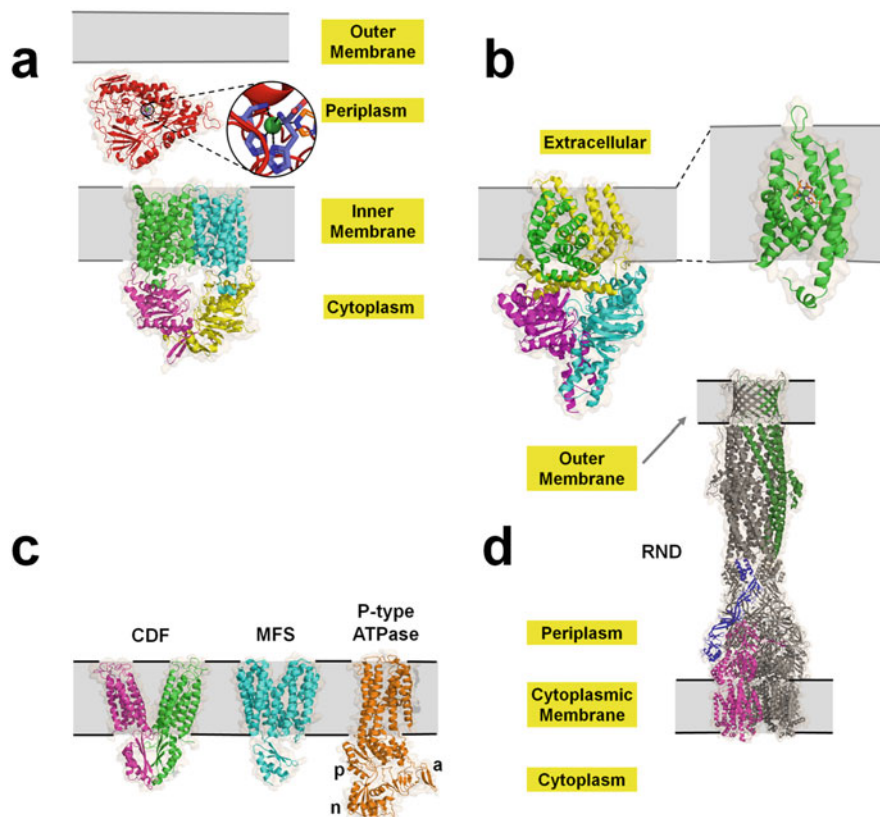 a
Outer
Membrane
Periplasm
Inner
Membrane
Cytoplasm
b
Extracellular
c
CDF
MFS
P-type
ATPase
p
n
a
d
Outer
Membrane
RND
Periplasm
Cytoplasmic
Membrane
Cytoplasm